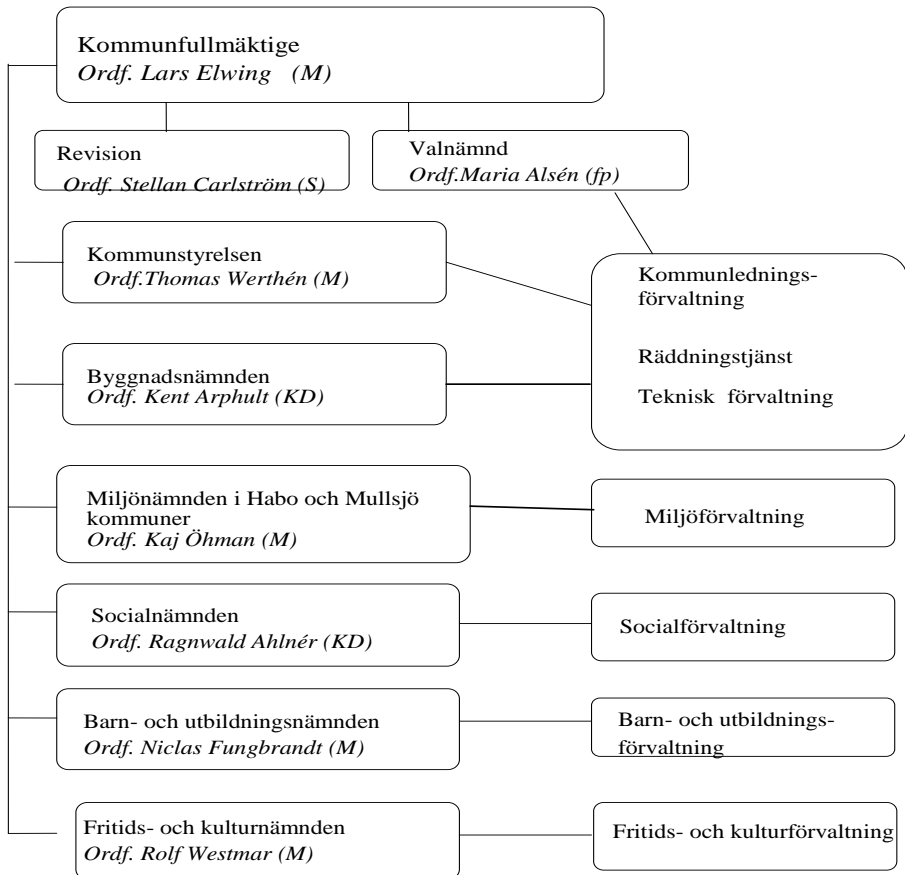 Kommunfullmäktige
Ordf. Lars Elwing (M)
Revision
Ordf. Stellan Carlström (S)
Valnämnd
Ordf.Maria Alsén (fp)
Kommunstyrelsen
Ordf.Thomas Werthén (M)
Kommunlednings-
förvaltning
Räddningstjänst
Teknisk förvaltning
Byggnadsnämnden
Ordf. Kent Arphult (KD)
Miljönämnden i Habo och Mullsjö
kommuner
Ordf. Kaj Öhman (M)
Miljöförvaltning
Socialnämnden
Ordf. Ragnwald Ahlnér (KD)
Socialförvaltning
Barn- och utbildningsnämnden
Ordf. Niclas Fungbrandt (M)
Barn- och utbildnings-
förvaltning
Fritids- och kulturnämnden
Ordf. Rolf Westmar (M)
Fritids- och kulturförvaltning